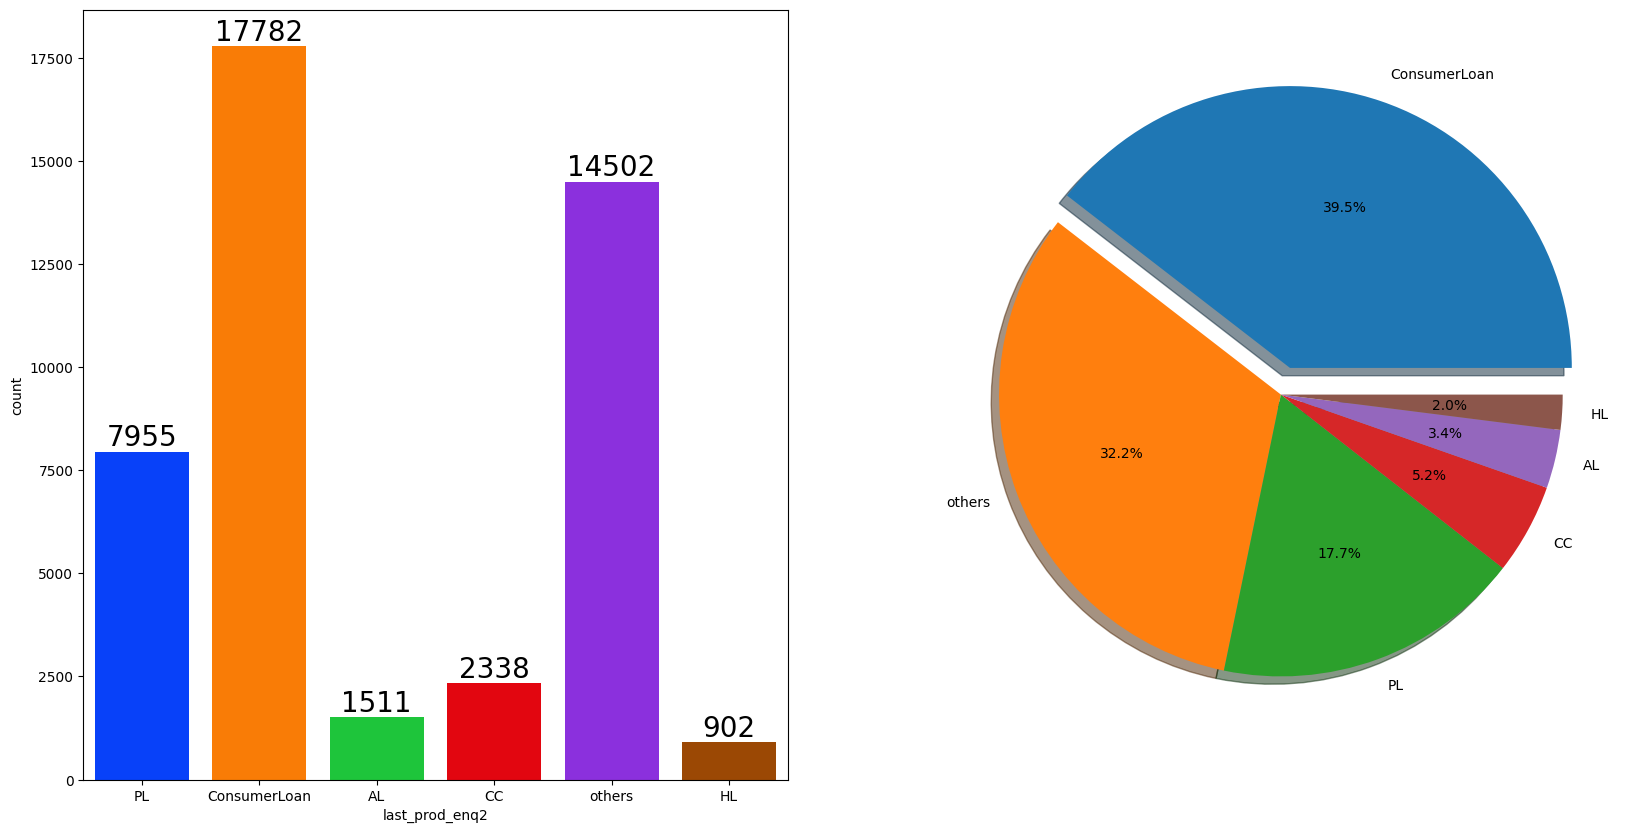 17782
17500
15000
14502
12500
10000
count
7955
7500
5000
2500
2338
1511
902
0
PL ConsumerLoan AL CC others HL
last_prod_enq2
ConsumerLoan
39.5%
2.0%
HL
3.4%
AL
32.2%
5.2%
others
CC
17.7%
PL